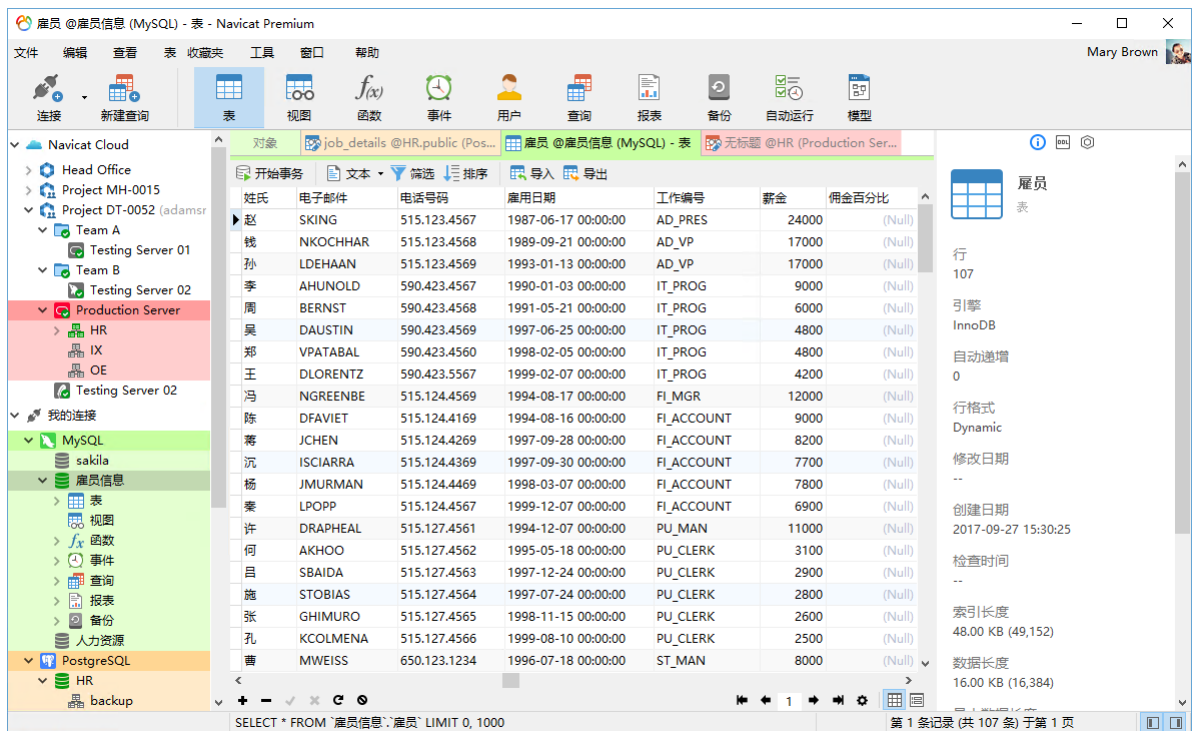 雇员 @雇员信息 (MySQL) - 表 - Navicat Premium
文件 编辑 查看 表 收藏夹 工具 窗口 帮助 Mary Brown
连接 新建查询 表 视图 函数 事件 用户 查询 报表 备份 自动运行 模型
Navicat Cloud
Head Office
Project MH-0015
Project DT-0052 (adamsr
Team A
Testing Server 01
Team B
Testing Server 02
Production Server
HR
IX
OE
Testing Server 02
我的连接
MySQL
sakila
雇员信息
表
视图
函数
事件
查询
报表
备份
人力资源
PostgreSQL
HR
backup
对象 job_details @HR.public (Pos... 雇员 @雇员信息 (MySQL) - 表 无标题 @HR (Production Ser...
开始事务 文本 筛选 排序 导入 导出
姓氏 电子邮件 电话号码 雇用日期 工作编号 薪金 佣金百分比
赵 SKING 515.123.4567 1987-06-17 00:00:00 AD_PRES 24000 (Null)
钱 NKOCHHAR 515.123.4568 1989-09-21 00:00:00 AD_VP 17000 (Null)
孙 LDEHAAN 515.123.4569 1993-01-13 00:00:00 AD_VP 17000 (Null)
李 AHUNOLD 590.423.4567 1990-01-03 00:00:00 IT_PROG 9000 (Null)
周 BERNST 590.423.4568 1991-05-21 00:00:00 IT_PROG 6000 (Null)
吴 DAUSTIN 590.423.4569 1997-06-25 00:00:00 IT_PROG 4800 (Null)
郑 VPATABAL 590.423.4560 1998-02-05 00:00:00 IT_PROG 4800 (Null)
王 DLORENTZ 590.423.5567 1999-02-07 00:00:00 IT_PROG 4200 (Null)
冯 NGREENBE 515.124.4569 1994-08-17 00:00:00 FI_MGR 12000 (Null)
陈 DFAVIET 515.124.4169 1994-08-16 00:00:00 FI_ACCOUNT 9000 (Null)
蒋 JCHEN 515.124.4269 1997-09-28 00:00:00 FI_ACCOUNT 8200 (Null)
沉 ISCIARRA 515.124.4369 1997-09-30 00:00:00 FI_ACCOUNT 7700 (Null)
杨 JMURMAN 515.124.4469 1998-03-07 00:00:00 FI_ACCOUNT 7800 (Null)
秦 LPOPP 515.124.4567 1999-12-07 00:00:00 FI_ACCOUNT 6900 (Null)
许 DRAPHEAL 515.127.4561 1994-12-07 00:00:00 PU_MAN 11000 (Null)
何 AKHOO 515.127.4562 1995-05-18 00:00:00 PU_CLERK 3100 (Null)
吕 SBAIDA 515.127.4563 1997-12-24 00:00:00 PU_CLERK 2900 (Null)
施 STOBIAS 515.127.4564 1997-07-24 00:00:00 PU_CLERK 2800 (Null)
张 GHIMURO 515.127.4565 1998-11-15 00:00:00 PU_CLERK 2600 (Null)
孔 KCOLMENA 515.127.4566 1999-08-10 00:00:00 PU_CLERK 2500 (Null)
曹 MWEISS 650.123.1234 1996-07-18 00:00:00 ST_MAN 8000 (Null)
1
SELECT * FROM `雇员信息`.`雇员` LIMIT 0, 1000
第 1 条记录 (共 107 条) 于第 1 页
DDL
雇员
表
行
107
引擎
InnoDB
自动递增
0
行格式
Dynamic
修改日期
--
创建日期
2017-09-27 15:30:25
检查时间
--
索引长度
48.00 KB (49,152)
数据长度
16.00 KB (16,384)